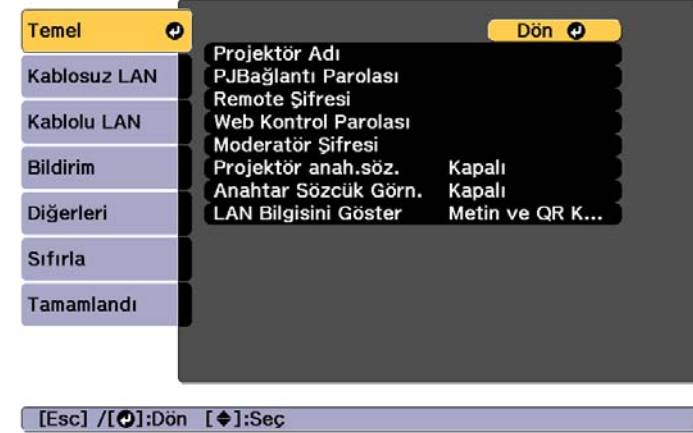 Temel
Kablosuz LAN
Kablolu LAN
Bildirim
Diğerleri
Sıfırla
Tamamlandı
Dön
Projektör Adı
PJBağlantı Parolası
Remote Şifresi
Web Kontrol Parolası
Moderatör Şifresi
Projektör anah.söz. Kapalı
Anahtar Sözcük Görn. Kapalı
LAN Bilgisini Göster Metin ve QR K...
[Esc] /[↵]:Dön [◆]:Seç